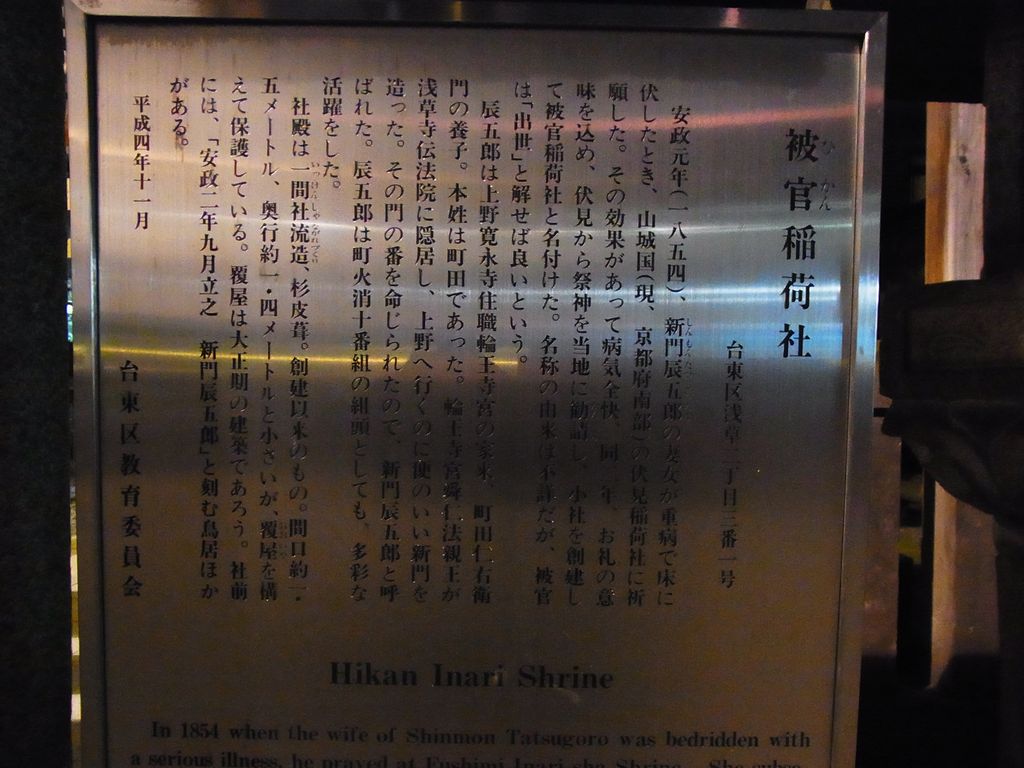 被官稲荷社
ひかん
台東区浅草二丁目三番一号
安政元年(一八五四)、新門辰五郎の妻女が重病で床に
伏したとき、山城国(現、京都府南部)の伏見稲荷社に祈
願した。その効果があって病気全快、同二年、お礼の意
味を込め、伏見から祭神を当地に勧請し、小社を創建し
て被官稲荷社と名付けた。名称の由来は不詳だが、被官
は「出世」と解せば良いという。
辰五郎は上野寛永寺住職輪王寺宮の家来、町田仁右衛
門の養子。本姓は町田であった。輪王寺宮舜仁法親王が
浅草寺伝法院に隠居し、上野へ行くのに便のいい新門を
造った。その門の番を命じられたので、新門辰五郎と呼
ばれた。辰五郎は町火消十番組の組頭としても、多彩な
活躍をした。
社殿は一間社流造、杉皮葺。創建以来のもの。間口約一・
五メートル、奥行約一・四メートルと小さいが、覆屋を構
えて保護している。覆屋は大正期の建築であろう。社前
には、「安政二年九月立之 新門辰五郎」と刻む鳥居ほか
がある。
平成四年十一月
台東区教育委員会
Hikan Inari Shrine
In 1854 when the wife of Shinmon Tatsugoro was bedridden with
a serious illness, he prayed at Fushimi Inari-sha Shrine. She subse-